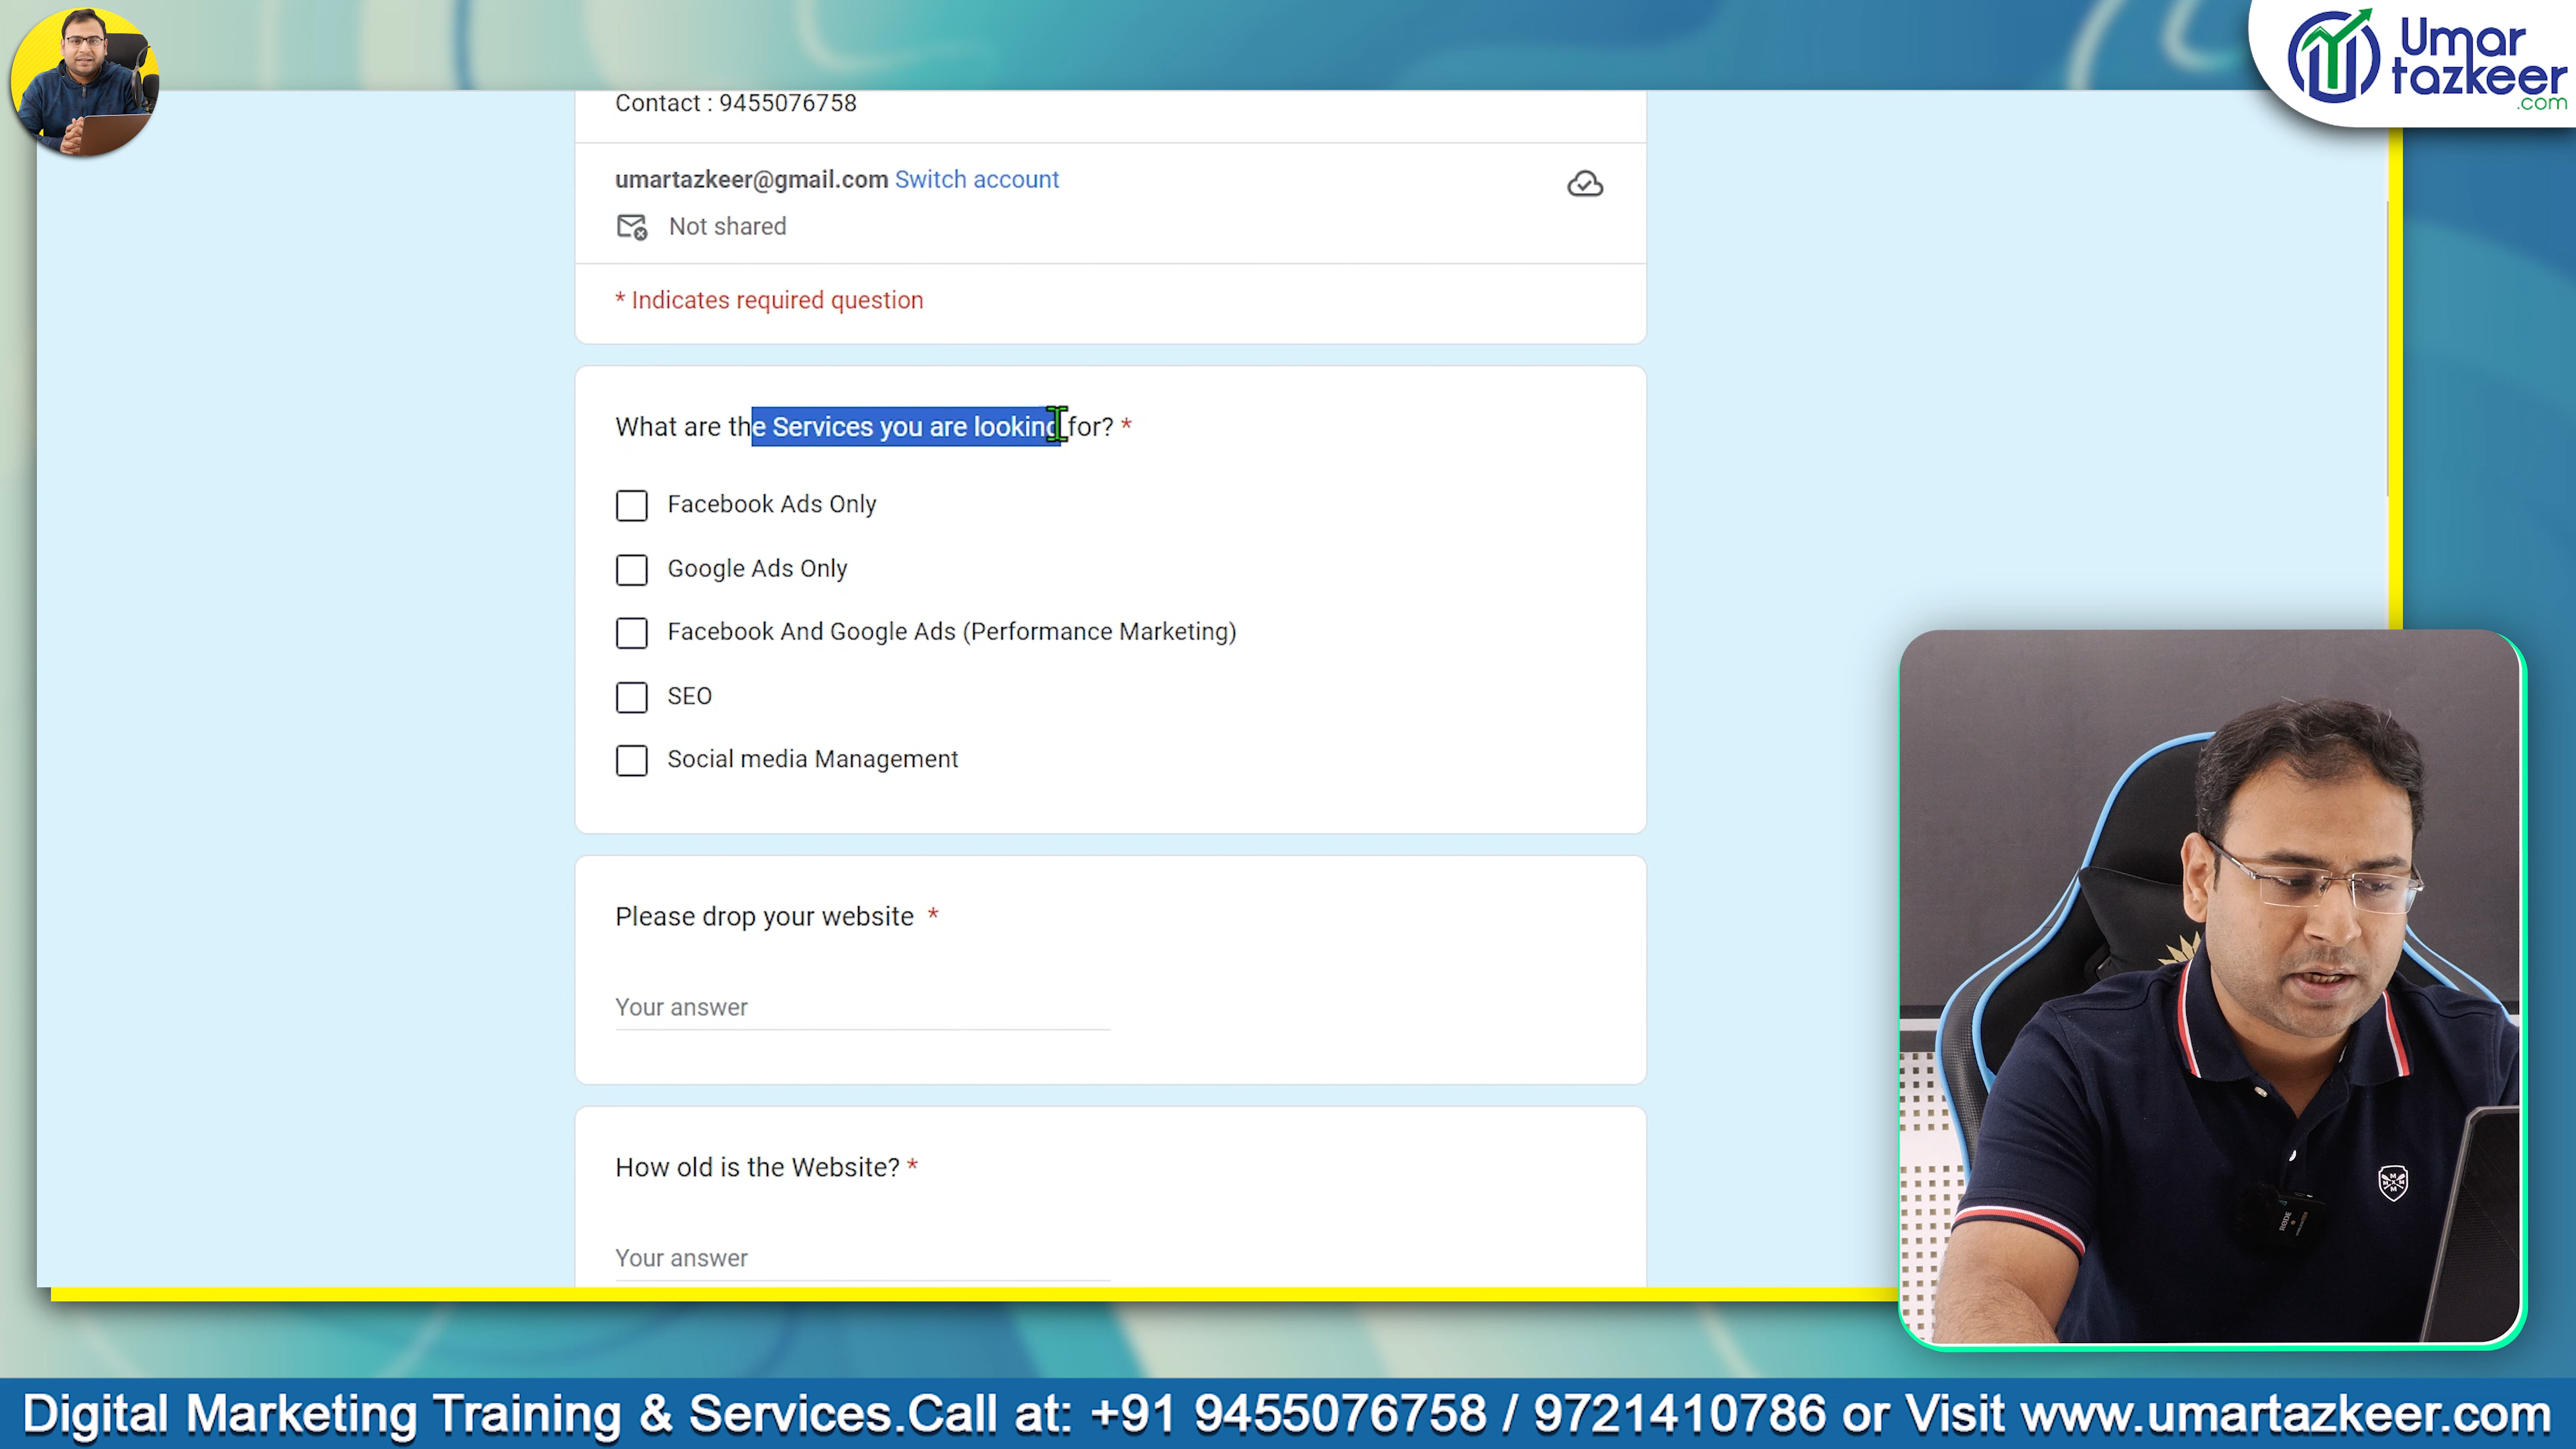 Umar
tazkeer
.com
Contact : 9455076758
umartazkeer@gmail.com Switch account
Not shared
* Indicates required question
What are the Services you are looking for? *
Facebook Ads Only
Google Ads Only
Facebook And Google Ads (Performance Marketing)
SEO
Social media Management
Please drop your website *
Your answer
How old is the Website? *
Your answer
RØDE
Digital Marketing Training & Services.Call at: +91 9455076758 / 9721410786 or Visit www.umartazkeer.com